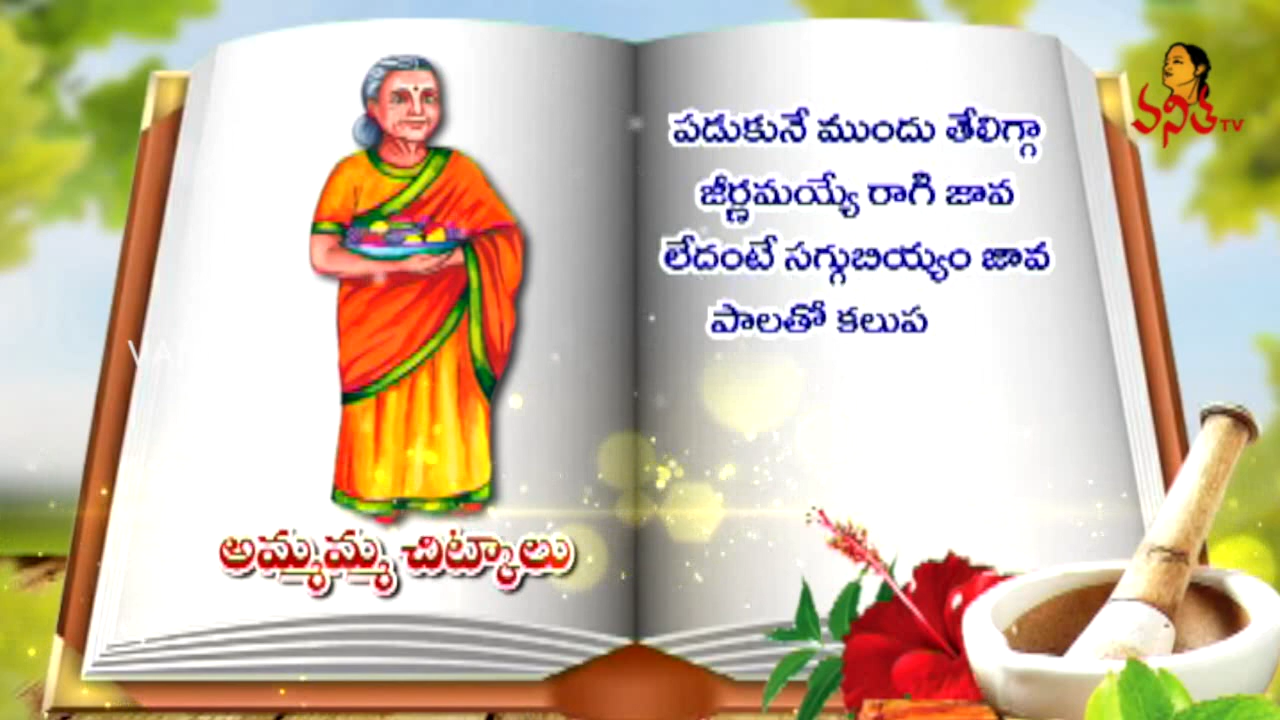 వనిత TV
పడుకునే ముందు తేలిగ్గా
జీర్ణమయ్యే రాగి జావ
లేదంటే సగ్గుబియ్యం జావ
పాలతో కలుప
అమ్మమ్మ చిట్కాలు